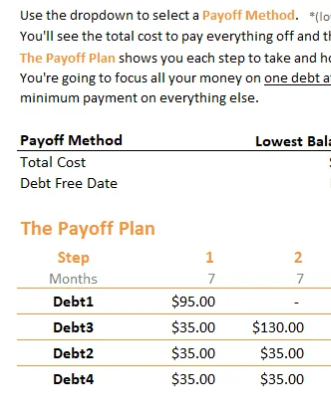 Use the dropdown to select a Payoff Method. *(lo
You'll see the total cost to pay everything off and th
The Payoff Plan shows you each step to take and ho
You're going to focus all your money on one debt a
minimum payment on everything else.
Payoff Method Lowest Bala
Total Cost
Debt Free Date
The Payoff Plan
Step 1 2
Months 7 7
Debt1 $95.00 -
Debt3 $35.00 $130.00
Debt2 $35.00 $35.00
Debt4 $35.00 $35.00